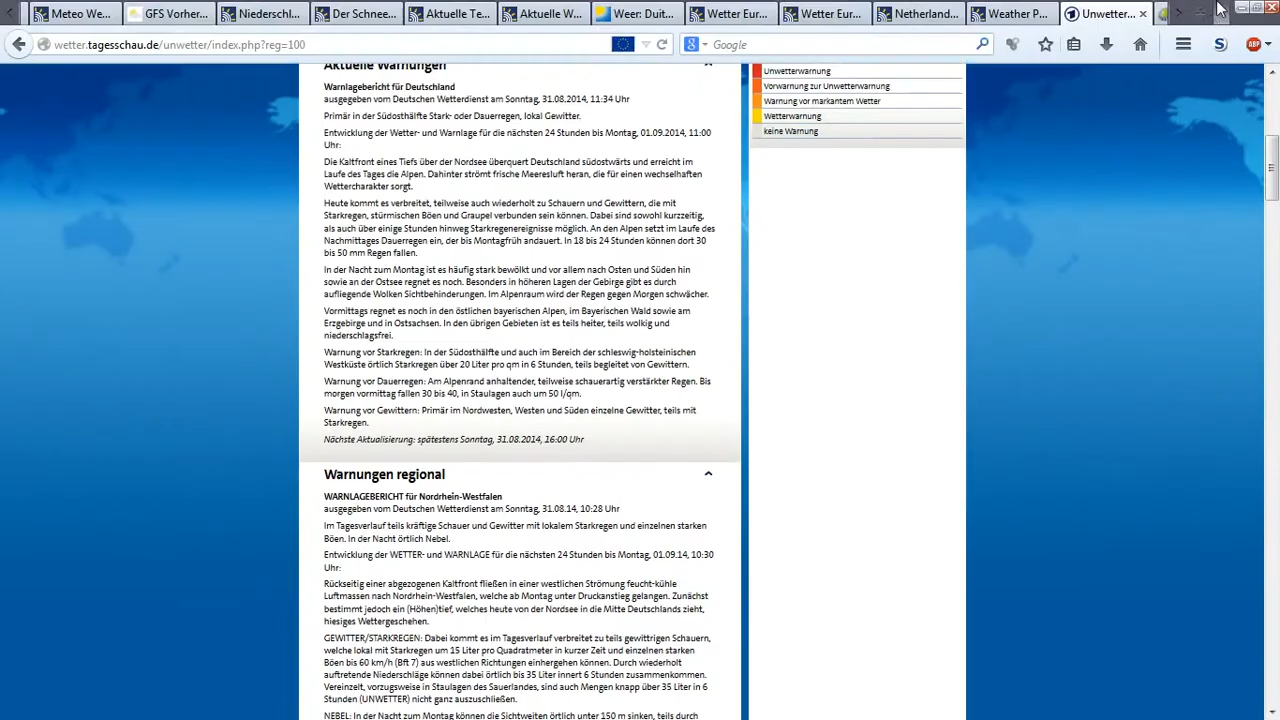 Meteo We...
GFS Vorher...
Niederschl...
Der Schnee...
Aktuelle Te...
Aktuelle W...
Weer: Duit...
Wetter Eur...
Wetter Eur...
Netherland...
Weather P...
Unwetter...
wetter.tagesschau.de/unwetter/index.php?reg=100
Google
ABP
Aktuelle Warnungen
Warnlagebericht für Deutschland
ausgegeben vom Deutschen Wetterdienst am Sonntag, 31.08.2014, 11:34 Uhr
Primär in der Südosthälfte Stark- oder Dauerregen, lokal Gewitter.
Entwicklung der Wetter- und Warnlage für die nächsten 24 Stunden bis Montag, 01.09.2014, 11:00
Uhr:
Die Kaltfront eines Tiefs über der Nordsee überquert Deutschland südostwärts und erreicht im
Laufe des Tages die Alpen. Dahinter strömt frische Meeresluft heran, die für einen wechselhaften
Wettercharakter sorgt.
Heute kommt es verbreitet, teilweise auch wiederholt zu Schauern und Gewittern, die mit
Starkregen, stürmischen Böen und Graupel verbunden sein können. Dabei sind sowohl kurzzeitig,
als auch über einige Stunden hinweg Starkregenereignisse möglich. An den Alpen setzt im Laufe des
Nachmittages Dauerregen ein, der bis Montagfrüh andauert. In 18 bis 24 Stunden können dort 30
bis 50 mm Regen fallen.
In der Nacht zum Montag ist es häufig stark bewölkt und vor allem nach Osten und Süden hin
sowie an der Ostsee regnet es noch. Besonders in höheren Lagen der Gebirge gibt es durch
aufliegende Wolken Sichtbehinderungen. Im Alpenraum wird der Regen gegen Morgen schwächer.
Vormittags regnet es noch in den östlichen bayerischen Alpen, im Bayerischen Wald sowie am
Erzgebirge und in Ostsachsen. In den übrigen Gebieten ist es teils heiter, teils wolkig und
niederschlagsfrei.
Warnung vor Starkregen: In der Südosthälfte und auch im Bereich der schleswig-holsteinischen
Westküste örtlich Starkregen über 20 Liter pro qm in 6 Stunden, teils begleitet von Gewittern.
Warnung vor Dauerregen: Am Alpenrand anhaltender, teilweise schauerartig verstärkter Regen. Bis
morgen vormittag fallen 30 bis 40, in Staulagen auch um 50 l/qm.
Warnung vor Gewittern: Primär im Nordwesten, Westen und Süden einzelne Gewitter, teils mit
Starkregen.
Nächste Aktualisierung: spätestens Sonntag, 31.08.2014, 16:00 Uhr
Warnungen regional
WARNLAGEBERICHT für Nordrhein-Westfalen
ausgegeben vom Deutschen Wetterdienst am Sonntag, 31.08.14, 10:28 Uhr
Im Tagesverlauf teils kräftige Schauer und Gewitter mit lokalem Starkregen und einzelnen starken
Böen. In der Nacht örtlich Nebel.
Entwicklung der WETTER- und WARNLAGE für die nächsten 24 Stunden bis Montag, 01.09.14, 10:30
Uhr:
Rückseitig einer abgezogenen Kaltfront fließen in einer westlichen Strömung feucht-kühle
Luftmassen nach Nordrhein-Westfalen, welche ab Montag unter Druckanstieg gelangen. Zunächst
bestimmt jedoch ein (Höhen)tief, welches heute von der Nordsee in die Mitte Deutschlands zieht,
hiesiges Wettergeschehen.
GEWITTER/STARKREGEN: Dabei kommt es im Tagesverlauf verbreitet zu teils gewittrigen Schauern,
welche lokal mit Starkregen um 15 Liter pro Quadratmeter in kurzer Zeit und einzelnen starken
Böen bis 60 km/h (Bft 7) aus westlichen Richtungen einhergehen können. Durch wiederholt
auftretende Niederschläge können dabei örtlich bis 35 Liter innert 6 Stunden zusammenkommen.
Vereinzelt, vorzugsweise in Staulagen des Sauerlandes, sind auch Mengen knapp über 35 Liter in 6
Stunden (UNWETTER) nicht ganz auszuschließen.
NEBEL: In der Nacht zum Montag können die Sichtweiten örtlich unter 150 m sinken, teils durch
Unwetterwarnung
Vorwarnung zur Unwetterwarnung
Warnung vor markantem Wetter
Wetterwarnung
keine Warnung